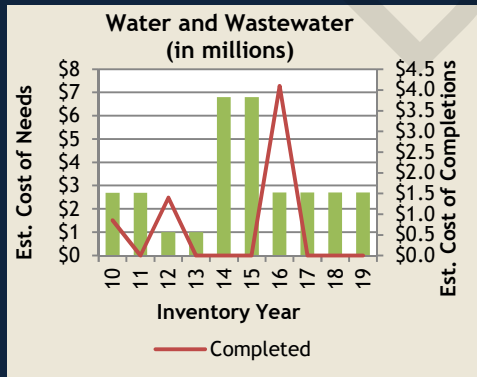 Water and Wastewater
(in millions)
Est. Cost of Needs
$8
$7
$6
$5
$4
$3
$2
$1
$0
$4.5
$4.0
$3.5
$3.0
$2.5
$2.0
$1.5
$1.0
$0.5
$0.0
Est. Cost of Completions
10 11 12 13 14 15 16 17 18 19
Inventory Year
Completed